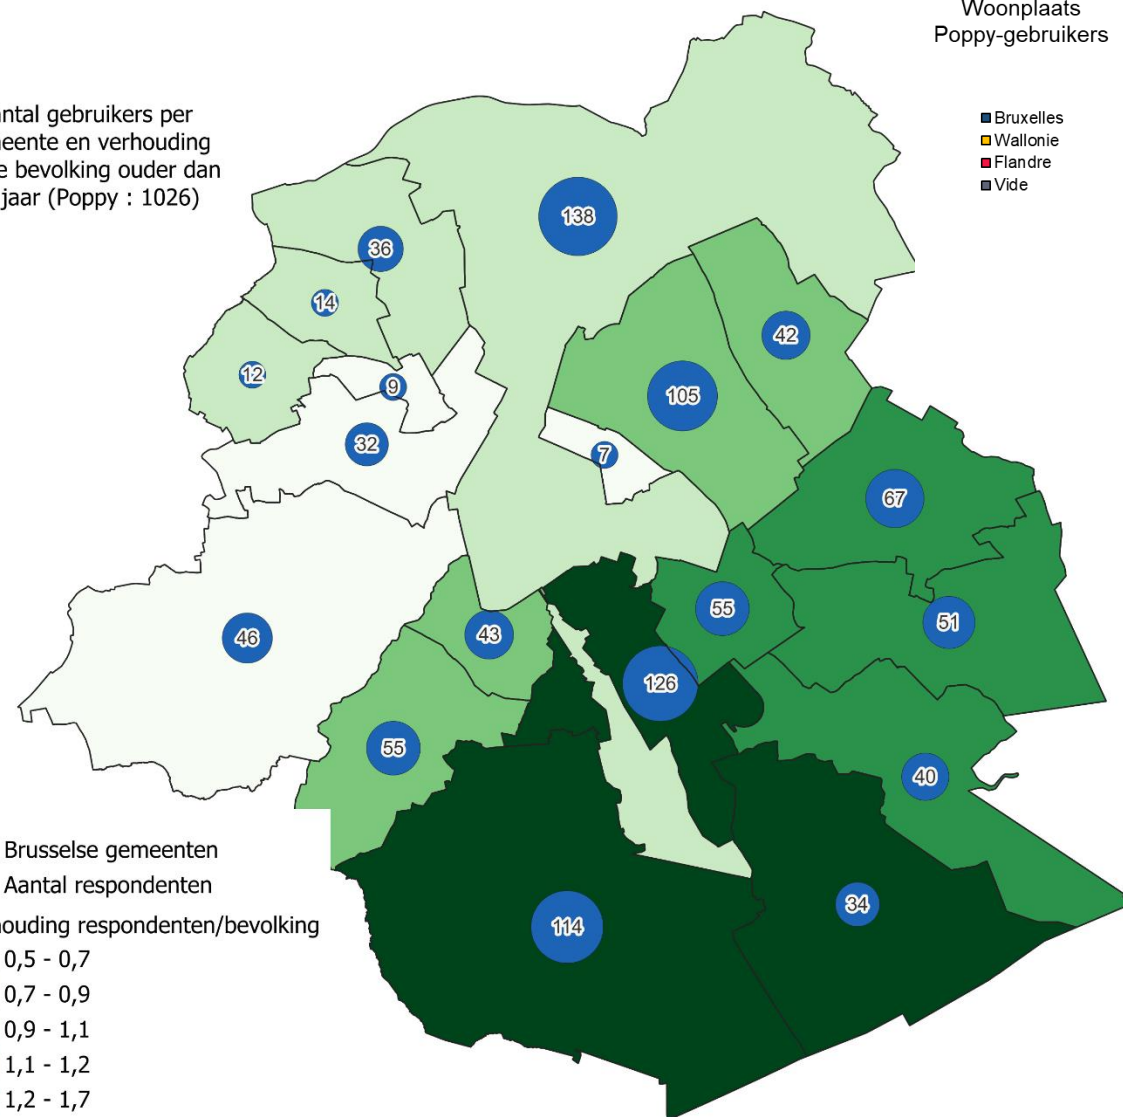 Woonplaats
Poppy-gebruikers
Bruxelles
Wallonie
Flandre
Vide
gebruikers per
en verhouding
bevolking ouder dan
jaar (Poppy : 1026)
138
36
14
42
12
9
105
32
7
67
55
51
46
43
126
55
40
34
114
Brusselse gemeenten
Aantal respondenten
respondenten/bevolking
0,5 - 0,7
0,7 - 0,9
0,9 - 1,1
1,1 - 1,2
1,2 - 1,7